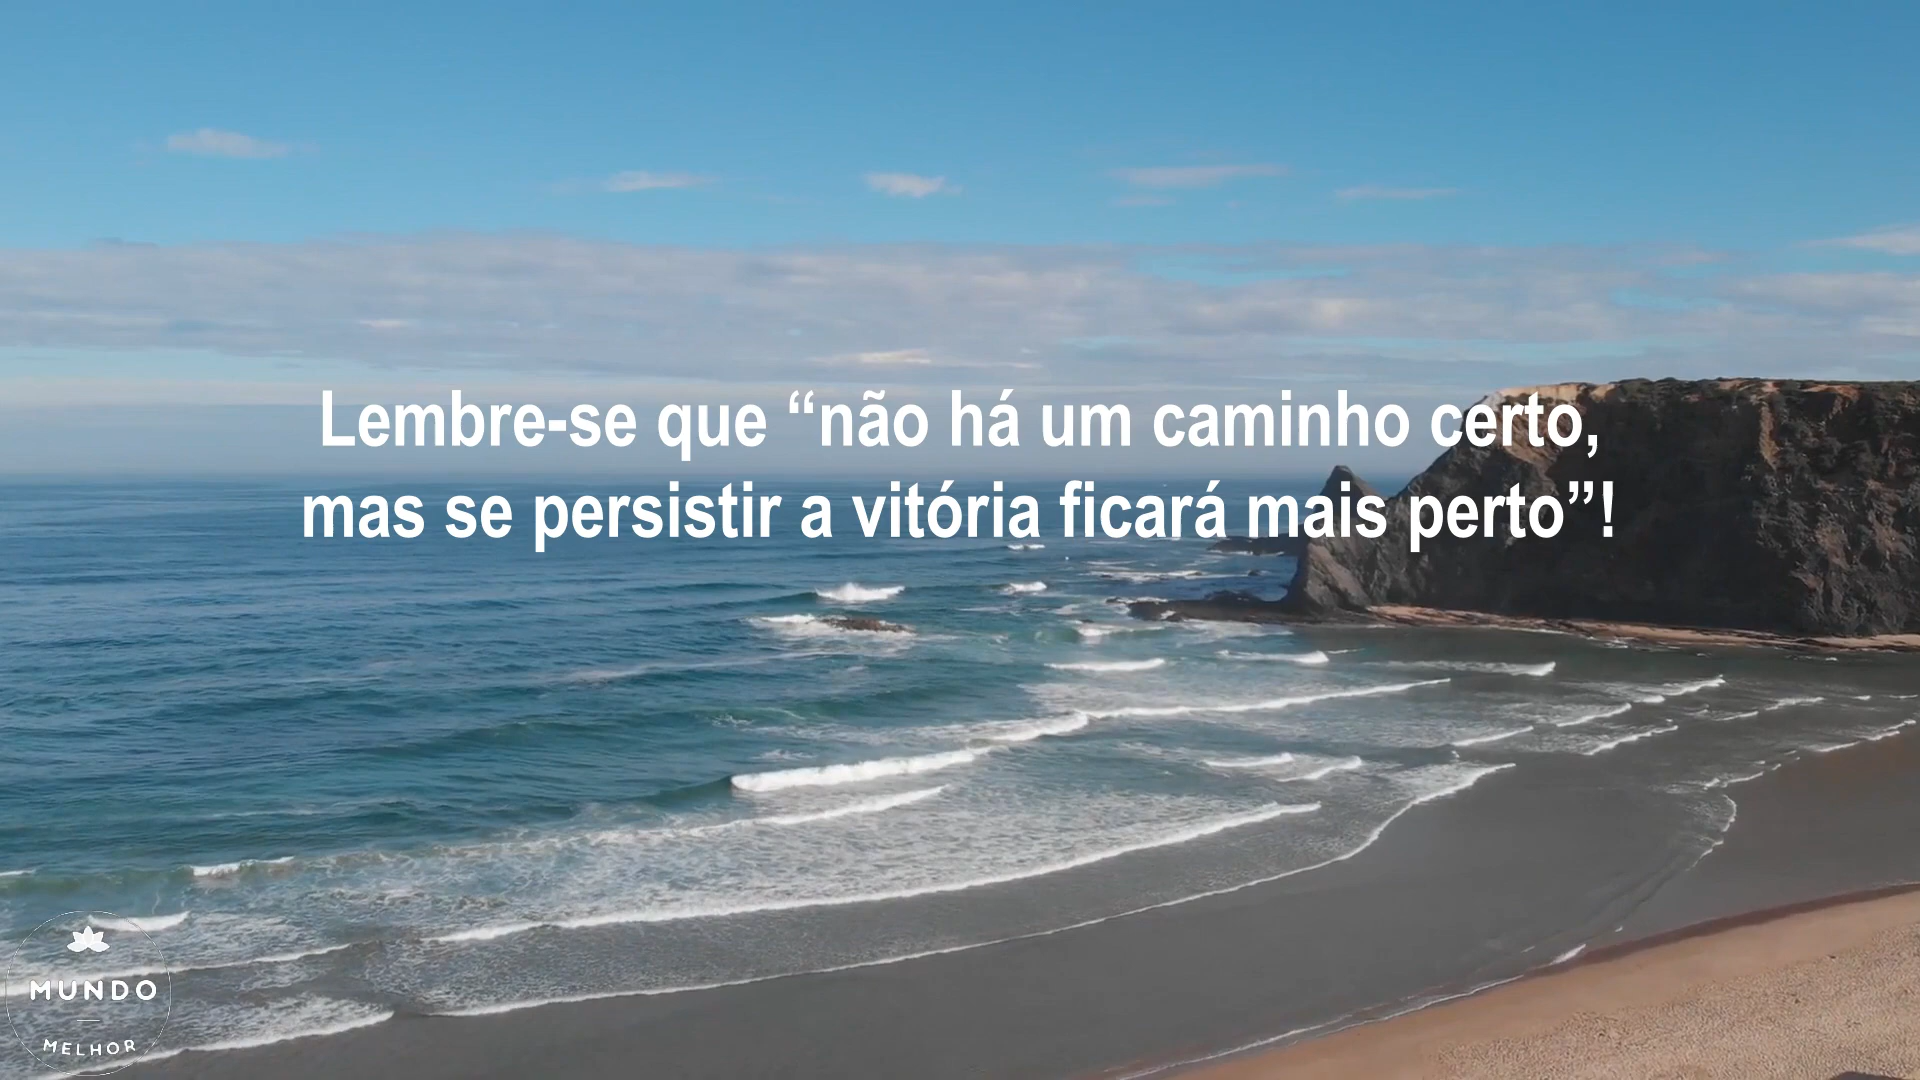 Lembre-se que “não há um caminho certo,
mas se persistir a vitória ficará mais perto”!
MUNDO
MELHOR